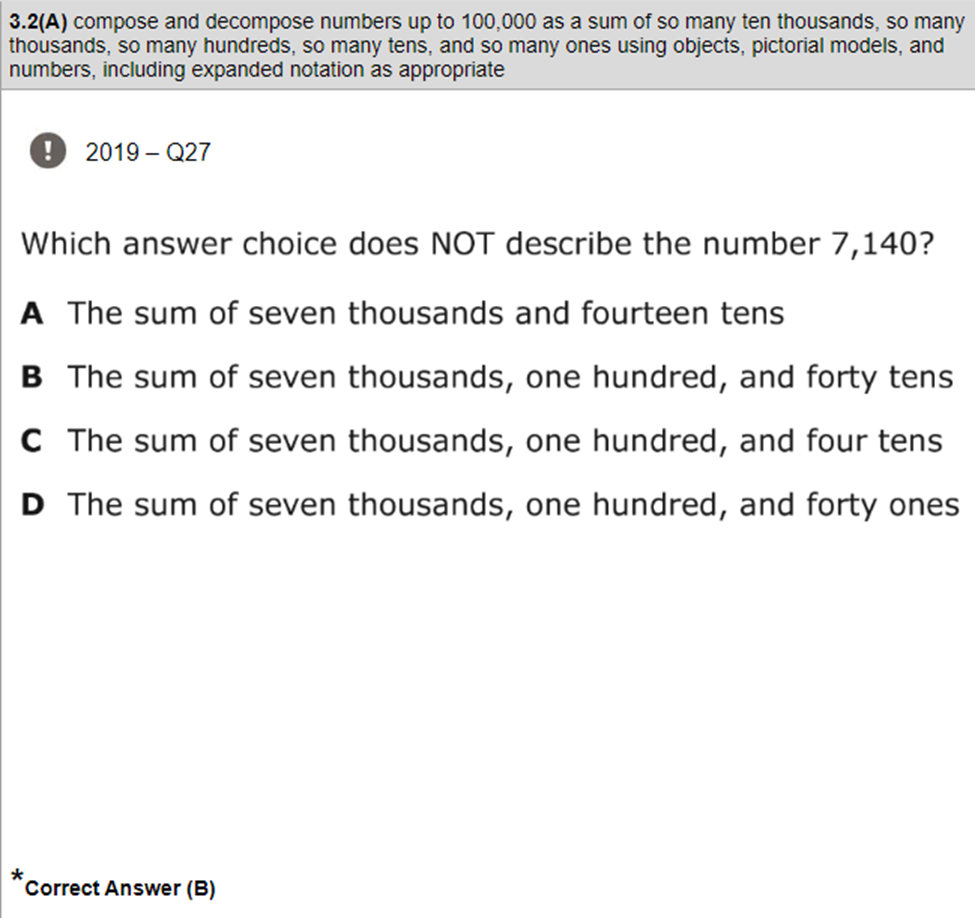 3.2(A) compose and decompose numbers up to 100,000 as a sum of so many ten thousands, so many
thousands, so many hundreds, so many tens, and so many ones using objects, pictorial models, and
numbers, including expanded notation as appropriate
! 2019 – Q27
Which answer choice does NOT describe the number 7,140?
A The sum of seven thousands and fourteen tens
B The sum of seven thousands, one hundred, and forty tens
C The sum of seven thousands, one hundred, and four tens
D The sum of seven thousands, one hundred, and forty ones
*Correct Answer (B)